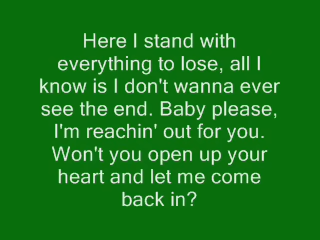 Here I stand with
everything to lose, all I
know is I don't wanna ever
see the end. Baby please,
I'm reachin' out for you.
Won't you open up your
heart and let me come
back in?